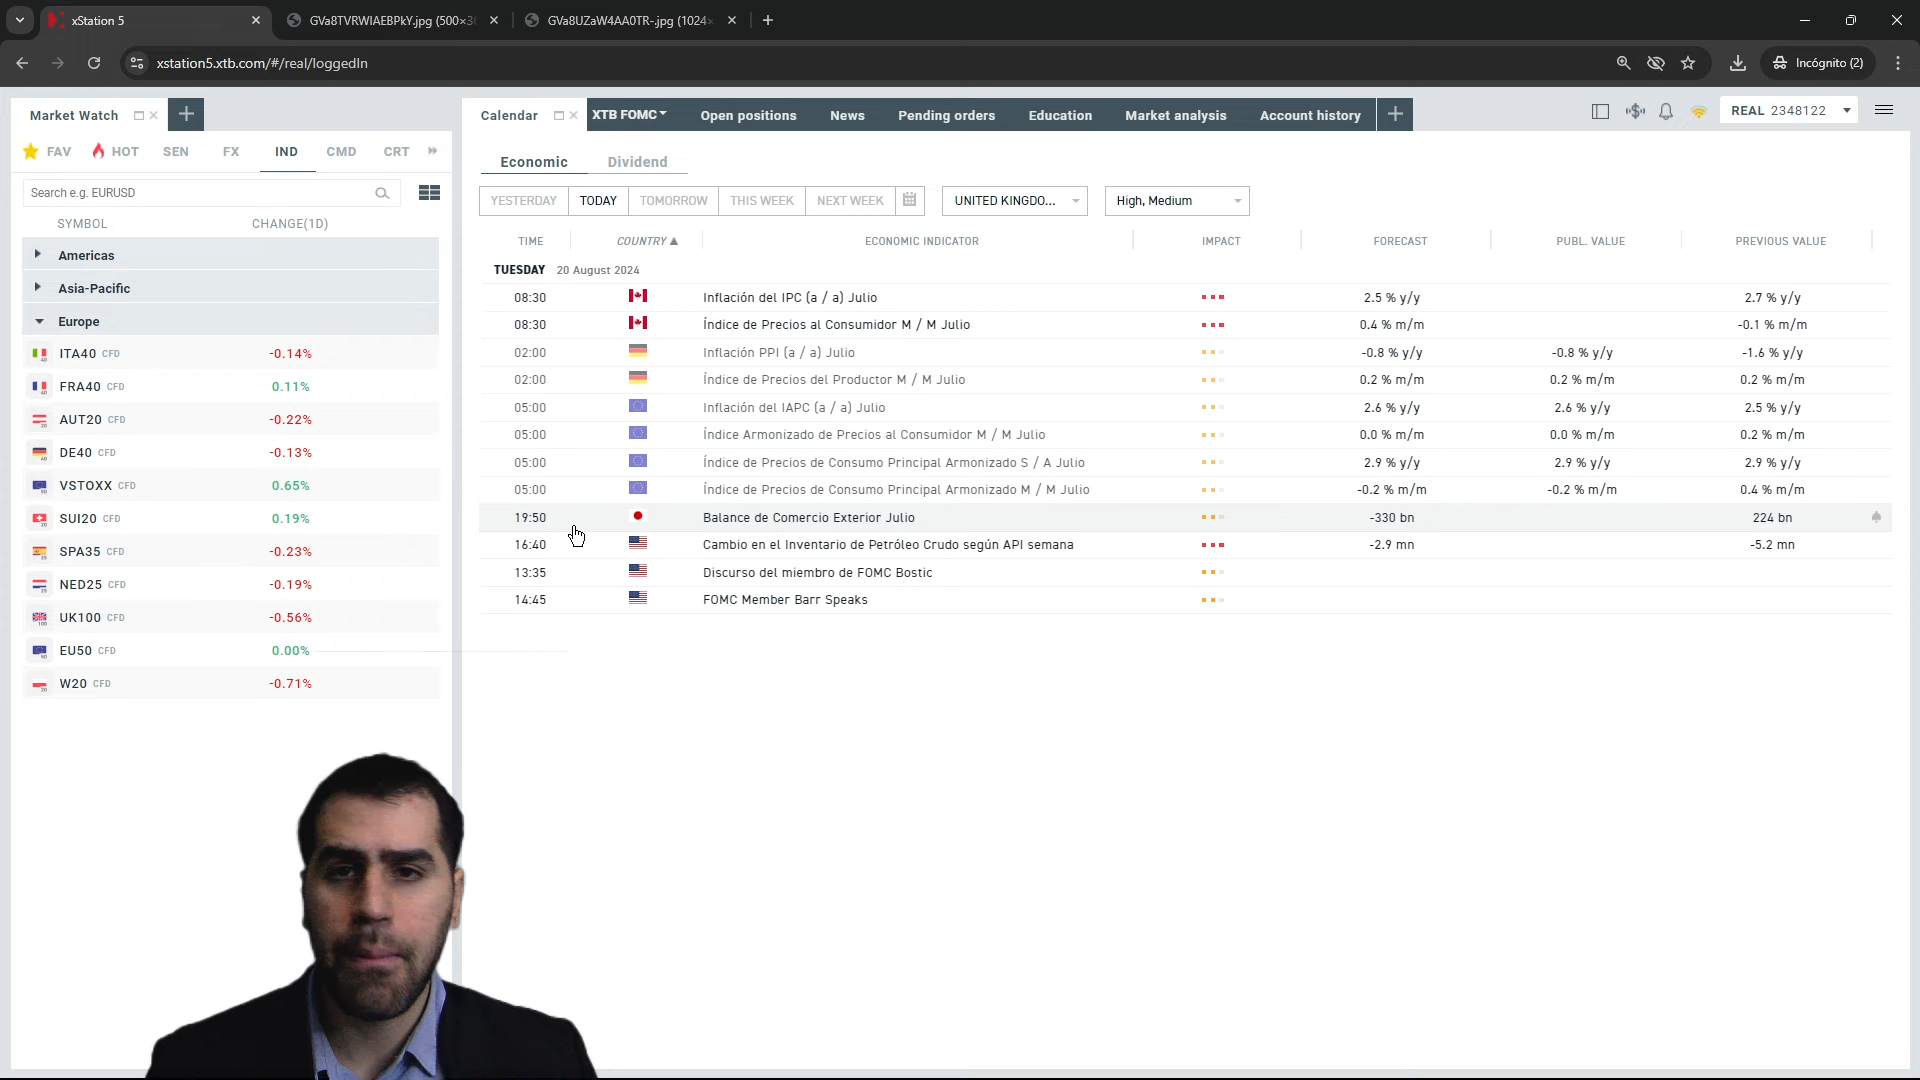 xStation 5
GVa8TVRWIAEBPkY.jpg (500×3
GVa8UZaW4AA0TR-.jpg (1024×
xstation5.xtb.com/#/real/loggedIn
Incógnito (2)
Market Watch
Calendar XTB FOMC Open positions News Pending orders Education Market analysis Account history
REAL 2348122
FAV HOT SEN FX IND CMD CRT
Economic Dividend
Search e.g. EURUSD
YESTERDAY TODAY TOMORROW THIS WEEK NEXT WEEK UNITED KINGDO... High, Medium
SYMBOL CHANGE(1D)
Americas
Asia-Pacific
Europe
ITA40 CFD -0.14%
FRA40 CFD 0.11%
AUT20 CFD -0.22%
DE40 CFD -0.13%
VSTOXX CFD 0.65%
SUI20 CFD 0.19%
SPA35 CFD -0.23%
NED25 CFD -0.19%
UK100 CFD -0.56%
EU50 CFD 0.00%
W20 CFD -0.71%
TIME COUNTRY ▲ ECONOMIC INDICATOR IMPACT FORECAST PUBL. VALUE PREVIOUS VALUE
TUESDAY 20 August 2024
08:30 Inflación del IPC (a / a) Julio 2.5 % y/y 2.7 % y/y
08:30 Índice de Precios al Consumidor M / M Julio 0.4 % m/m -0.1 % m/m
02:00 Inflación PPI (a / a) Julio -0.8 % y/y -0.8 % y/y -1.6 % y/y
02:00 Índice de Precios del Productor M / M Julio 0.2 % m/m 0.2 % m/m 0.2 % m/m
05:00 Inflación del IAPC (a / a) Julio 2.6 % y/y 2.6 % y/y 2.5 % y/y
05:00 Índice Armonizado de Precios al Consumidor M / M Julio 0.0 % m/m 0.0 % m/m 0.2 % m/m
05:00 Índice de Precios de Consumo Principal Armonizado S / A Julio 2.9 % y/y 2.9 % y/y 2.9 % y/y
05:00 Índice de Precios de Consumo Principal Armonizado M / M Julio -0.2 % m/m -0.2 % m/m 0.4 % m/m
19:50 Balance de Comercio Exterior Julio -330 bn 224 bn
16:40 Cambio en el Inventario de Petróleo Crudo según API semana -2.9 mn -5.2 mn
13:35 Discurso del miembro de FOMC Bostic
14:45 FOMC Member Barr Speaks